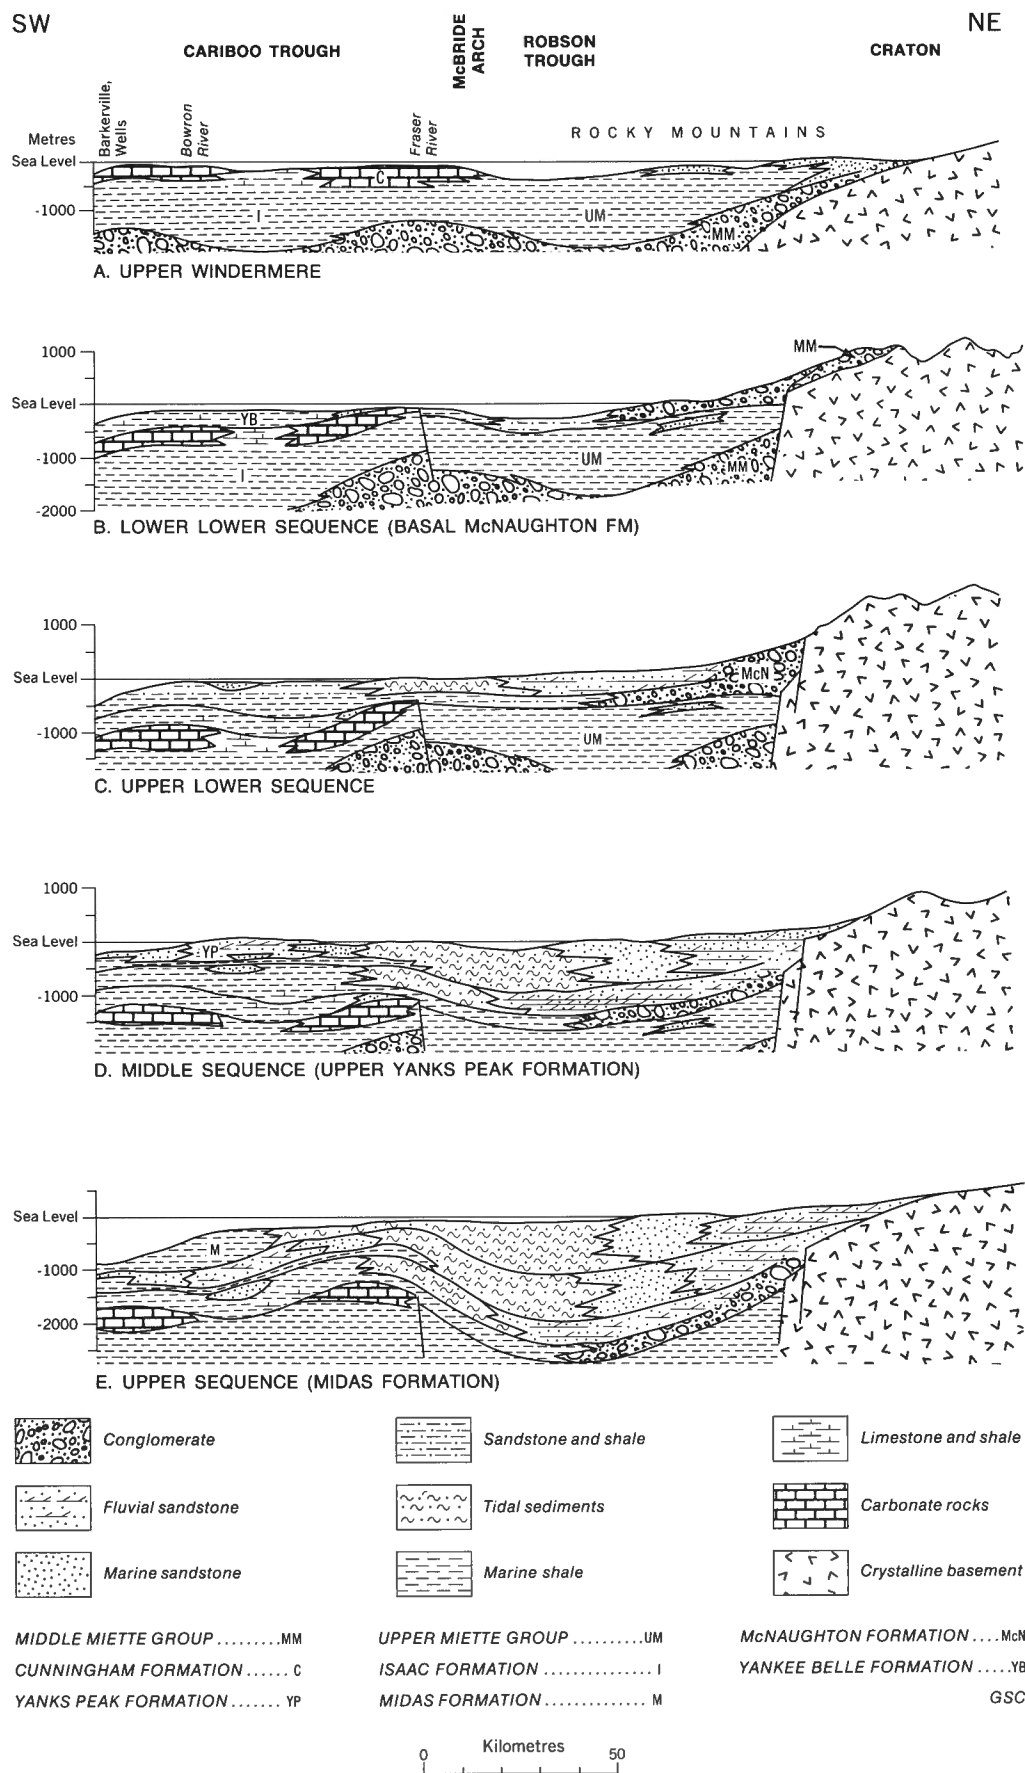 SW
NE
CARIBOO TROUGH
McBRIDE
ARCH
ROBSON
TROUGH
CRATON
Barkerville,
Wells
Bowron
River
Fraser
River
ROCKY MOUNTAINS
Metres
Sea Level
-1000
C
I
UM
MM
A. UPPER WINDERMERE
1000
Sea Level
-1000
-2000
MM
YB
I
UM
MM
B. LOWER LOWER SEQUENCE (BASAL McNAUGHTON FM)
1000
Sea Level
-1000
McN
UM
C. UPPER LOWER SEQUENCE
1000
Sea Level
-1000
YP
D. MIDDLE SEQUENCE (UPPER YANKS PEAK FORMATION)
Sea Level
-1000
-2000
M
E. UPPER SEQUENCE (MIDAS FORMATION)
Conglomerate
Sandstone and shale
Limestone and shale
Fluvial sandstone
Tidal sediments
Carbonate rocks
Marine sandstone
Marine shale
Crystalline basement
MIDDLE MIETTE GROUP .........MM
UPPER MIETTE GROUP ..........UM
McNAUGHTON FORMATION ....McN
CUNNINGHAM FORMATION ...... C
ISAAC FORMATION ............... I
YANKEE BELLE FORMATION .....YB
YANKS PEAK FORMATION ....... YP
MIDAS FORMATION .............. M
GSC
Kilometres
0 50